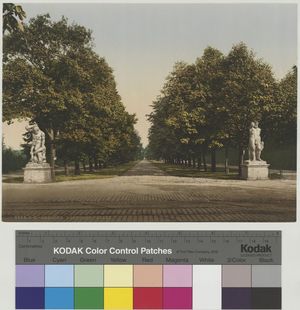 KODAK Color Control Patches
Kodak
Blue Cyan Green Yellow Red Magenta White 3/Color Black